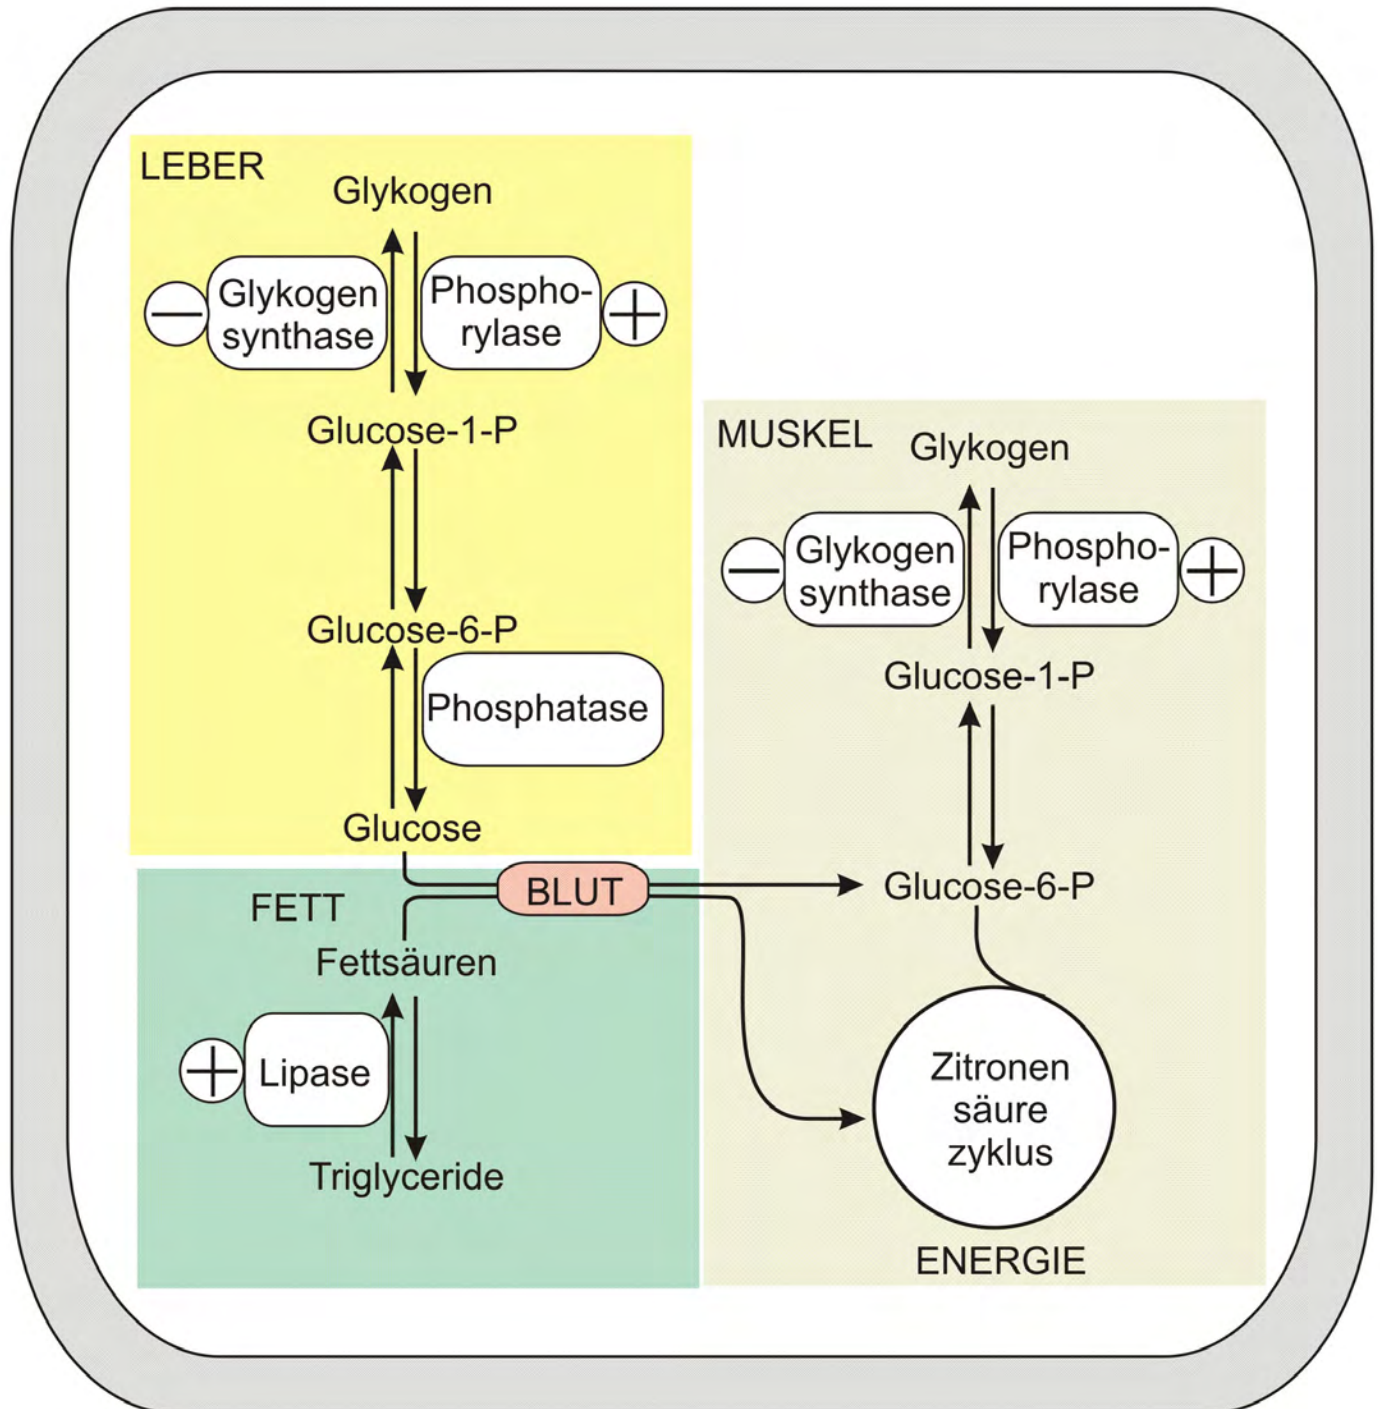 LEBER
Glykogen
Glykogen
synthase
Phospho-
rylase
Glucose-1-P
Glucose-6-P
Phosphatase
Glucose
MUSKEL
Glykogen
Glykogen
synthase
Phospho-
rylase
Glucose-1-P
Glucose-6-P
BLUT
FETT
Fettsäuren
Lipase
Triglyceride
Zitronen
säure
zyklus
ENERGIE